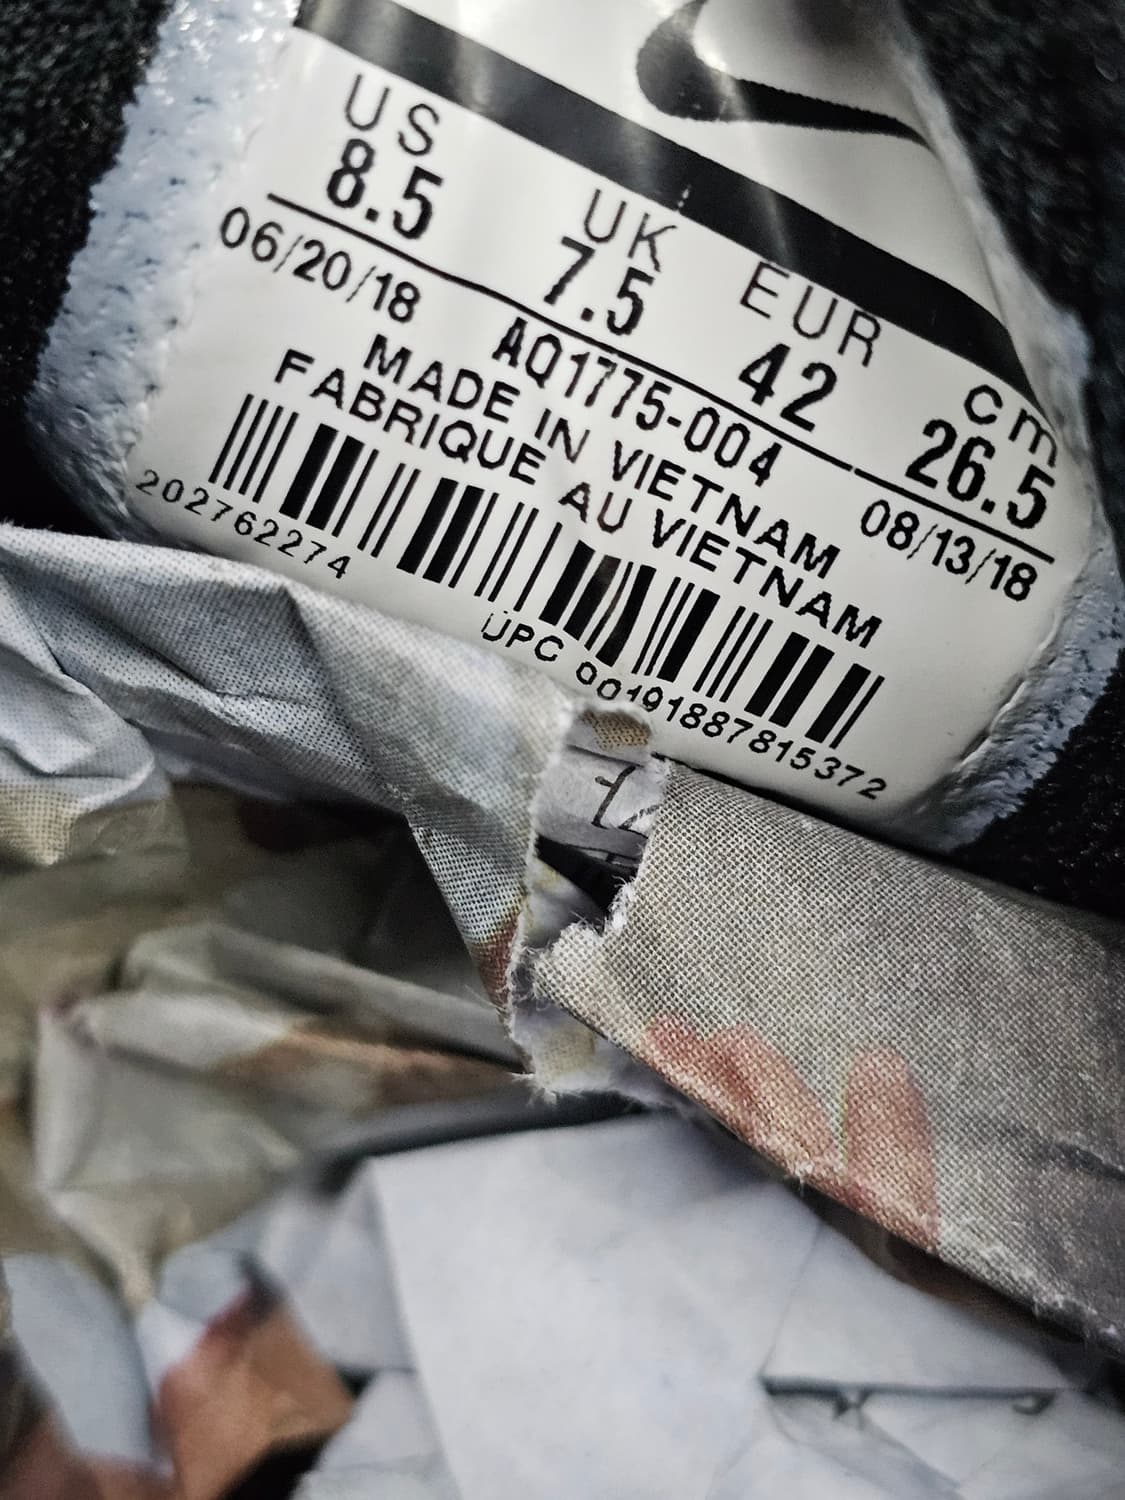 US UK EUR cm
8.5 7.5 42 26.5
06/20/18 AQ1775-004 08/13/18
MADE IN VIETNAM
FABRIQUE AU VIETNAM
202762274
UPC 00191887815372